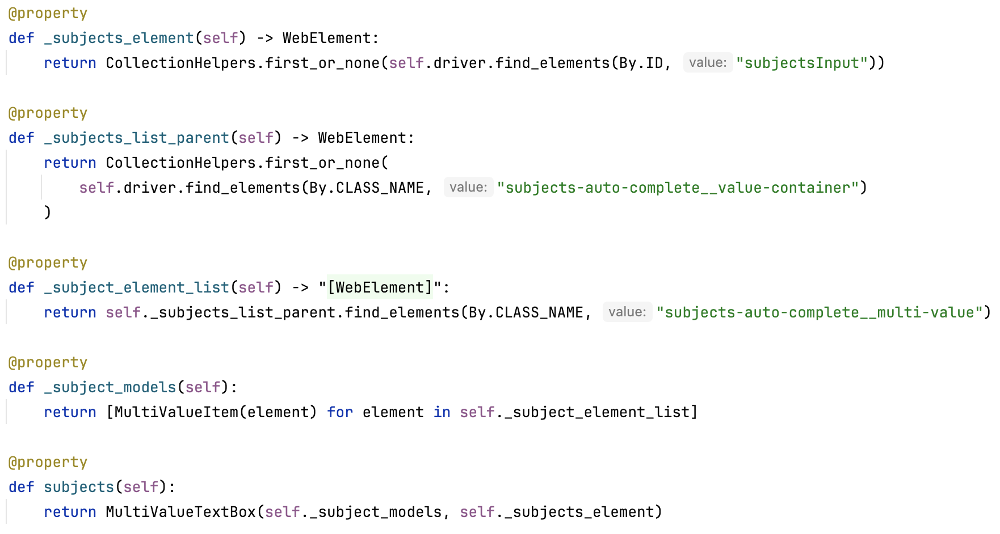 @property
def _subjects_element(self) -> WebElement:
    return CollectionHelpers.first_or_none(self.driver.find_elements(By.ID, value: "subjectsInput"))

@property
def _subjects_list_parent(self) -> WebElement:
    return CollectionHelpers.first_or_none(
        self.driver.find_elements(By.CLASS_NAME, value: "subjects-auto-complete__value-container")
    )

@property
def _subject_element_list(self) -> "[WebElement]":
    return self._subjects_list_parent.find_elements(By.CLASS_NAME, value: "subjects-auto-complete__multi-value")

@property
def _subject_models(self):
    return [MultiValueItem(element) for element in self._subject_element_list]

@property
def subjects(self):
    return MultiValueTextBox(self._subject_models, self._subjects_element)